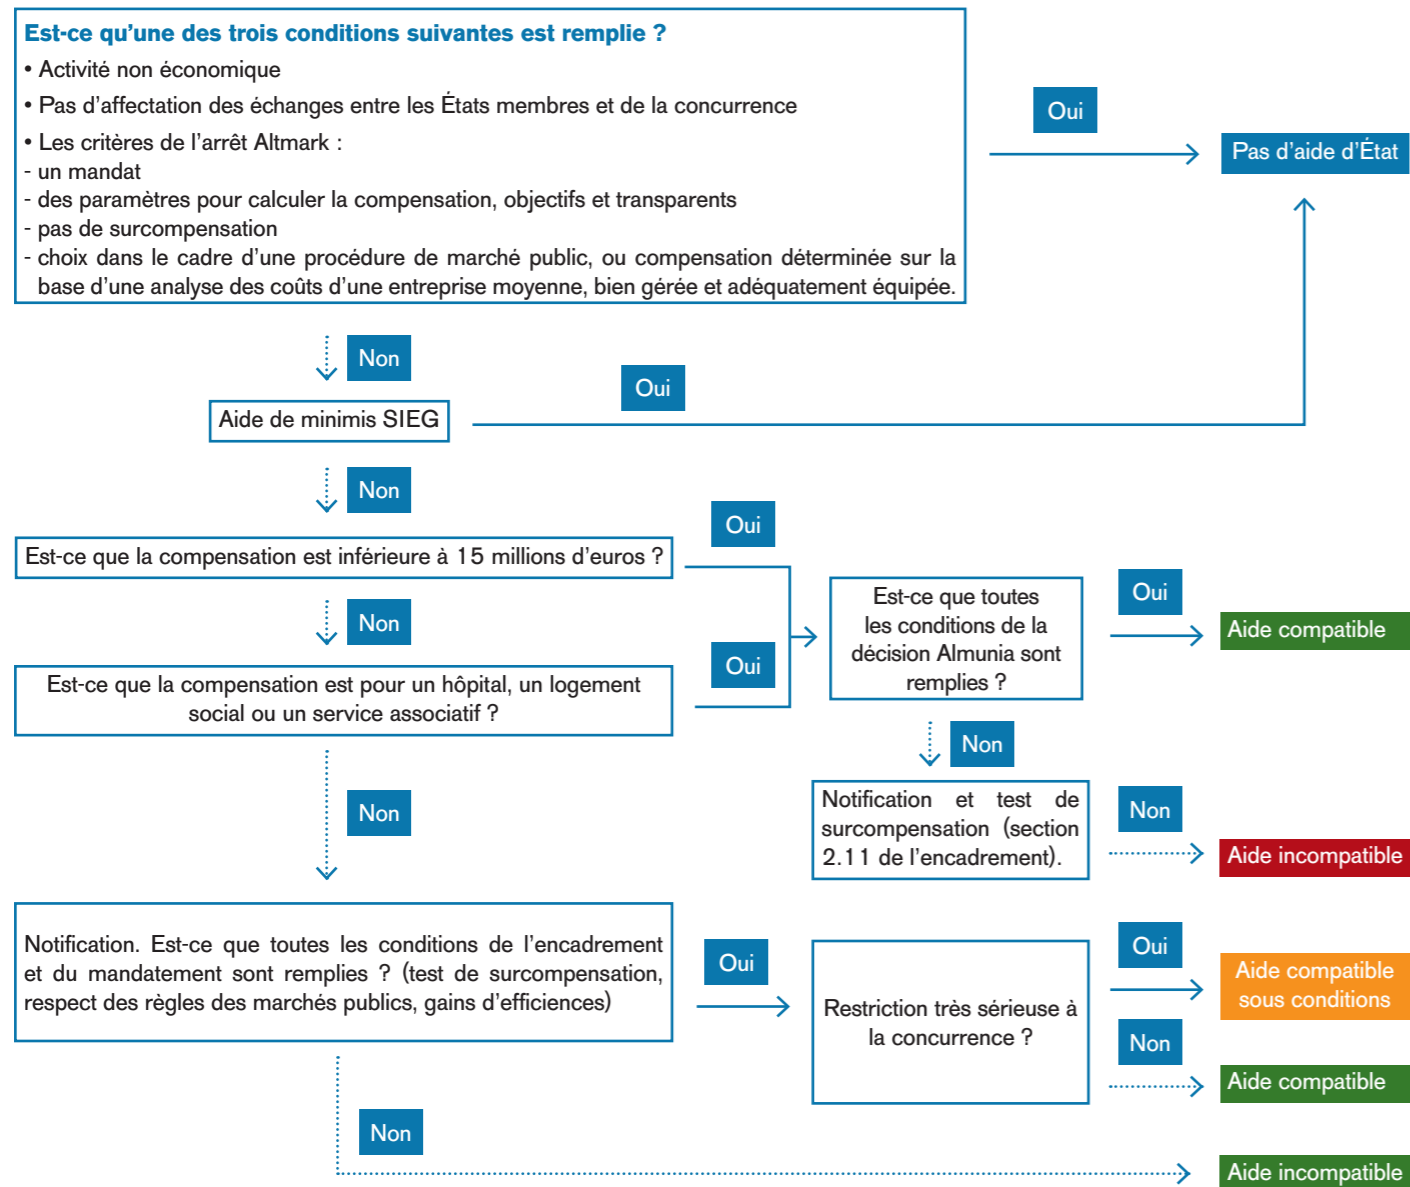 Est-ce qu'une des trois conditions suivantes est remplie ?
• Activité non économique
• Pas d'affectation des échanges entre les États membres et de la concurrence
• Les critères de l'arrêt Altmark :
- un mandat
- des paramètres pour calculer la compensation, objectifs et transparents
- pas de surcompensation
- choix dans le cadre d'une procédure de marché public, ou compensation déterminée sur la
base d'une analyse des coûts d'une entreprise moyenne, bien gérée et adéquatement équipée.
Oui
Pas d'aide d'État
Non
Oui
Aide de minimis SIEG
Non
Oui
Est-ce que la compensation est inférieure à 15 millions d'euros ?
Non
Oui
Est-ce que la compensation est pour un hôpital, un logement
social ou un service associatif ?
Est-ce que toutes
les conditions de la
décision Almunia sont
remplies ?
Oui
Aide compatible
Non
Notification et test de
surcompensation (section
2.11 de l'encadrement).
Non
Aide incompatible
Non
Notification. Est-ce que toutes les conditions de l'encadrement
et du mandatement sont remplies ? (test de surcompensation,
respect des règles des marchés publics, gains d'efficiences)
Oui
Restriction très sérieuse à
la concurrence ?
Oui
Aide compatible
sous conditions
Non
Aide compatible
Non
Aide incompatible